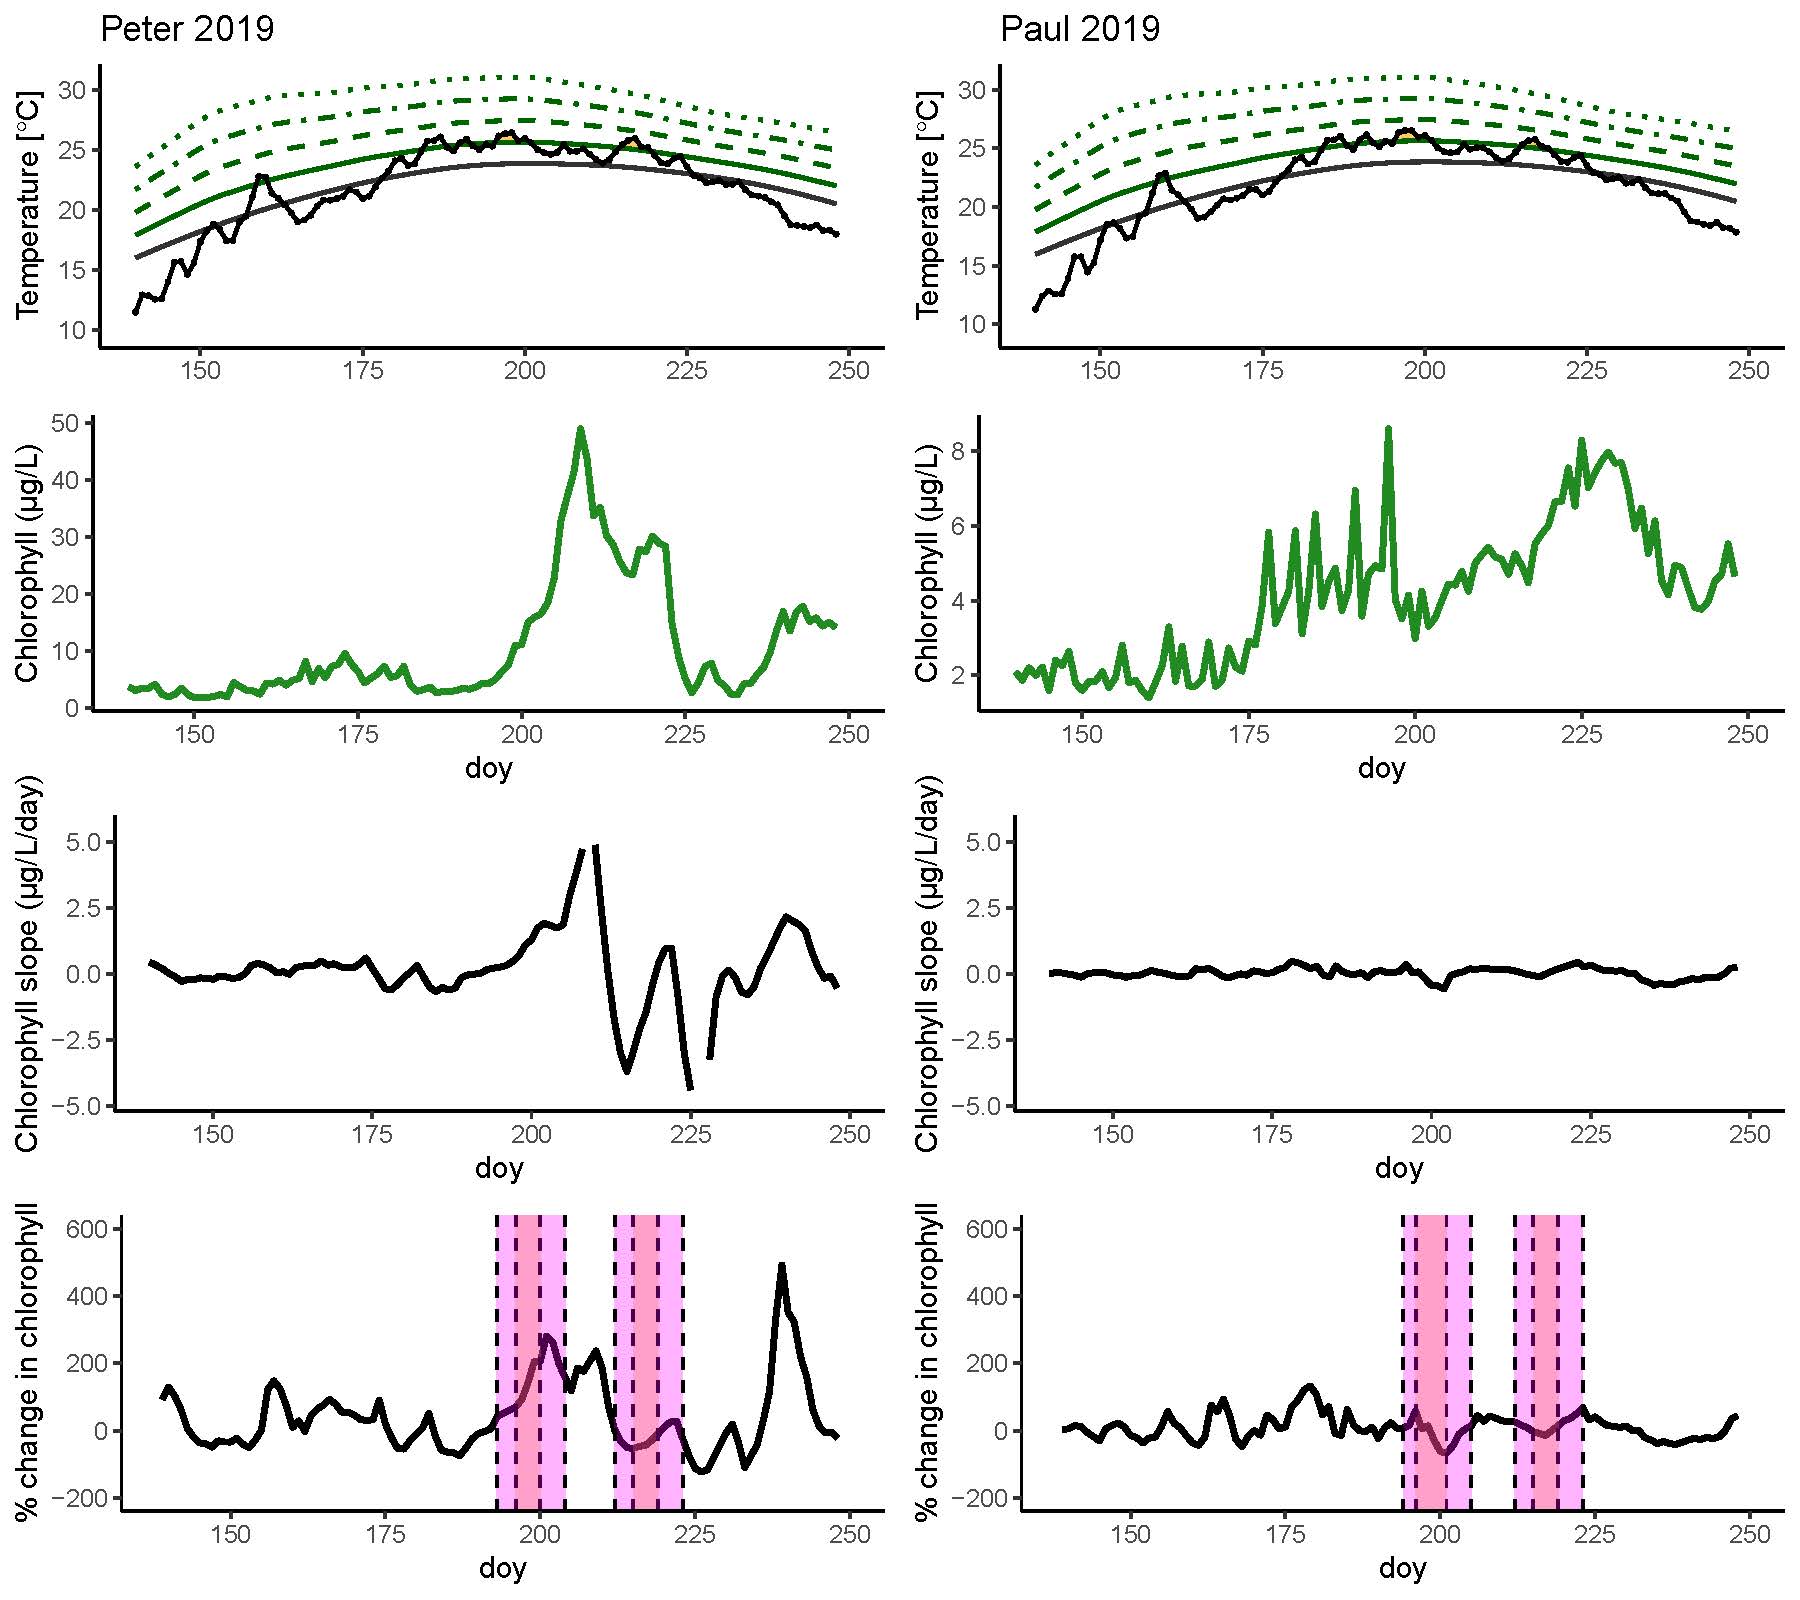 Peter 2019
Paul 2019
Temperature [°C]
30
25
20
15
10
150 175 200 225 250
Temperature [°C]
30
25
20
15
10
150 175 200 225 250
Chlorophyll (µg/L)
50
40
30
20
10
0
150 175 200 225 250
doy
Chlorophyll (µg/L)
8
6
4
2
150 175 200 225 250
doy
Chlorophyll slope (µg/L/day)
5.0
2.5
0.0
−2.5
−5.0
150 175 200 225 250
doy
Chlorophyll slope (µg/L/day)
5.0
2.5
0.0
−2.5
−5.0
150 175 200 225 250
doy
% change in chlorophyll
600
400
200
0
−200
150 175 200 225 250
doy
% change in chlorophyll
600
400
200
0
−200
150 175 200 225 250
doy